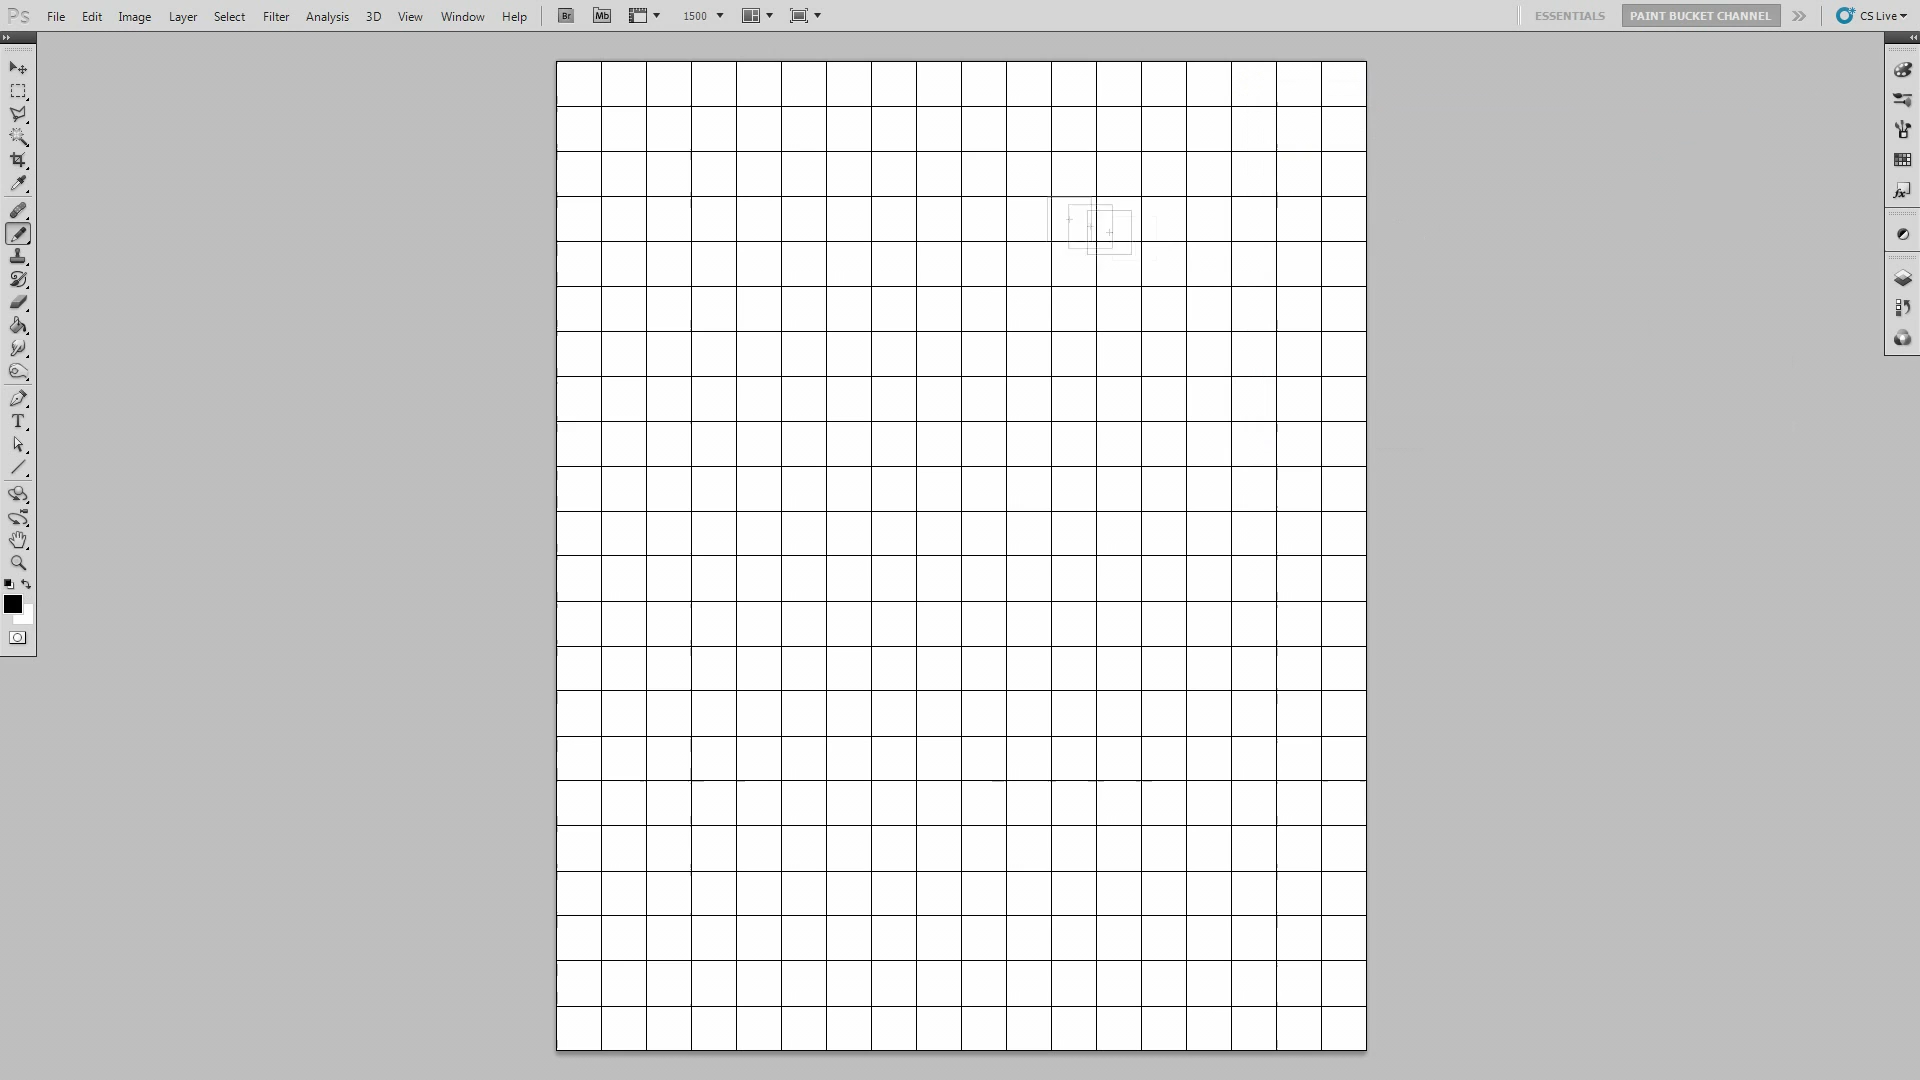 Ps File Edit Image Layer Select Filter Analysis 3D View Window Help Br Mb 1500 ESSENTIALS PAINT BUCKET CHANNEL CS Live
fx
T